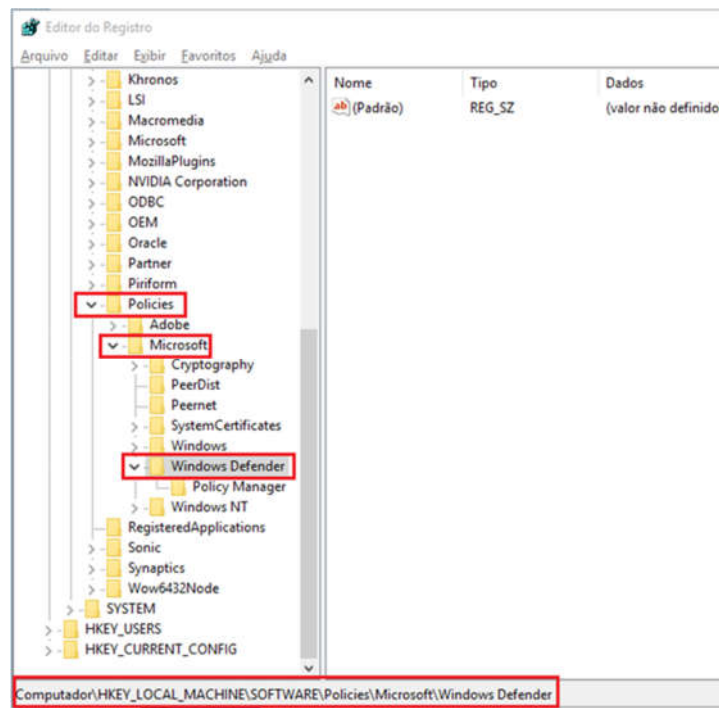 Editor do Registro
Arquivo Editar Exibir Favoritos Ajuda
Khronos
LSI
Macromedia
Microsoft
MozillaPlugins
NVIDIA Corporation
ODBC
OEM
Oracle
Partner
Piriform
Policies
Adobe
Microsoft
Cryptography
PeerDist
Peernet
SystemCertificates
Windows
Windows Defender
Policy Manager
Windows NT
RegisteredApplications
Sonic
Synaptics
Wow6432Node
SYSTEM
HKEY_USERS
HKEY_CURRENT_CONFIG
Nome Tipo Dados
ab (Padrão) REG_SZ (valor não definido
Computador\HKEY_LOCAL_MACHINE\SOFTWARE\Policies\Microsoft\Windows Defender